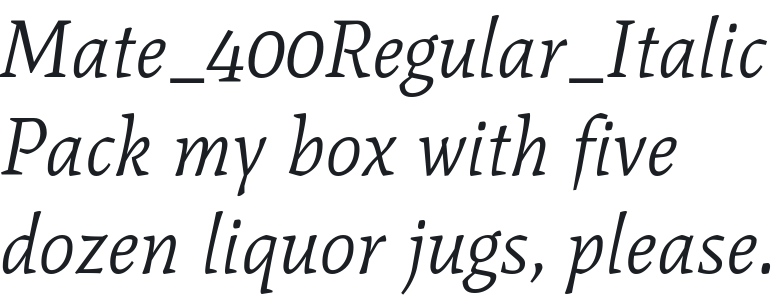 Mate_400Regular_Italic
Pack my box with five
dozen liquor jugs, please.